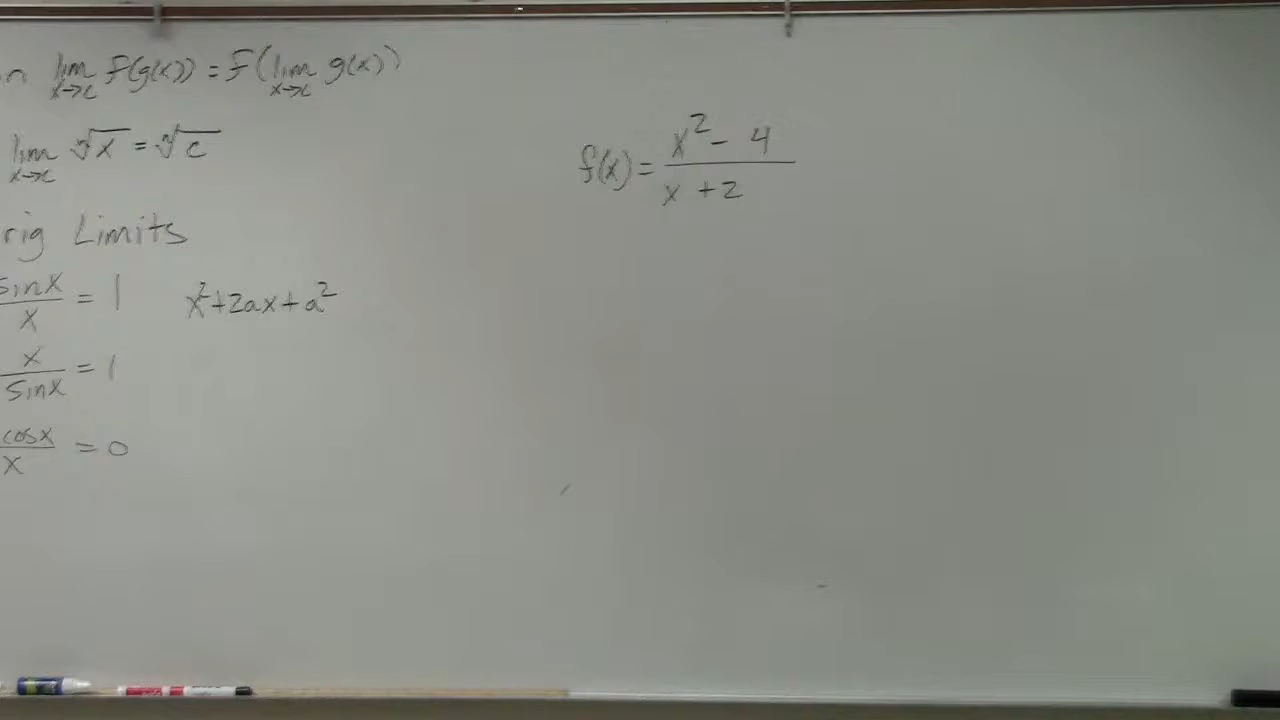 lim x→c f(g(x)) = f(lim x→c g(x))
lim x→c ⁿ√x = ⁿ√c
rig Limits
sinx/x = 1
x²+2ax+a²
x/sinx = 1
cosx/x = 0
f(x) = (x² - 4)/(x + 2)